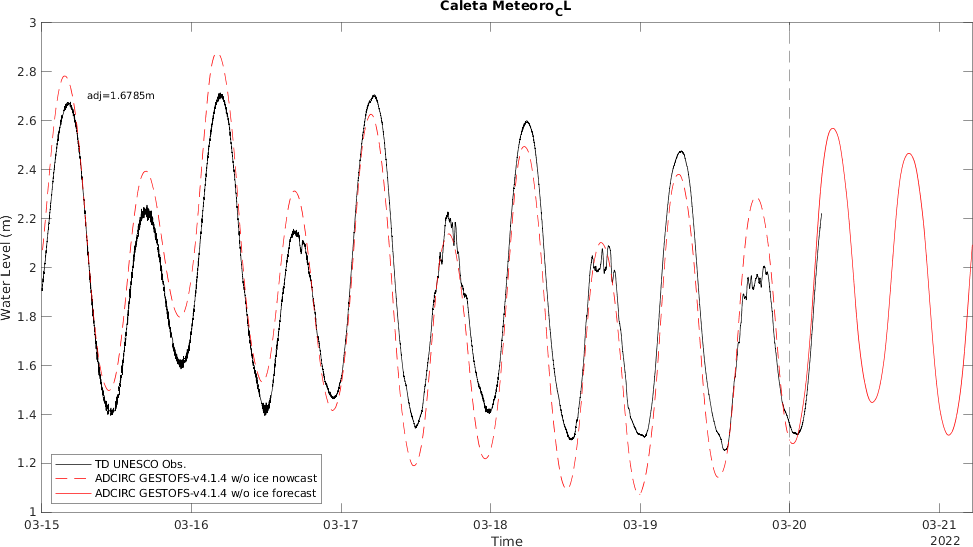 Caleta Meteoro_CL
adj=1.6785m
3
2.8
2.6
2.4
2.2
2
1.8
1.6
1.4
1.2
1
Water Level (m)
TD UNESCO Obs.
ADCIRC GESTOFS-v4.1.4 w/o ice nowcast
ADCIRC GESTOFS-v4.1.4 w/o ice forecast
03-15 03-16 03-17 03-18 03-19 03-20 03-21
Time
2022